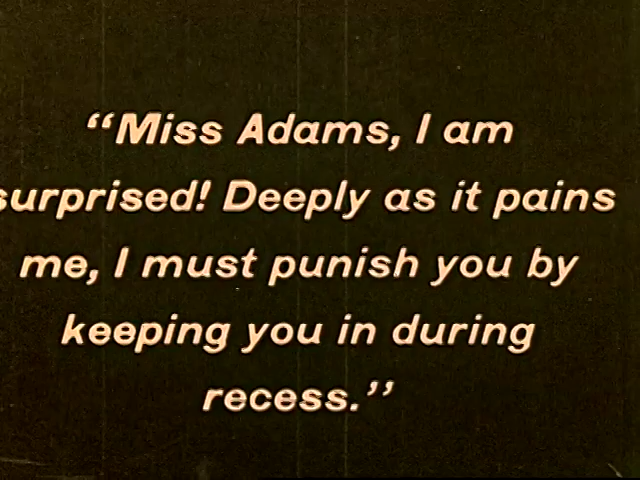 “Miss Adams, I am
surprised! Deeply as it pains
me, I must punish you by
keeping you in during
recess.”